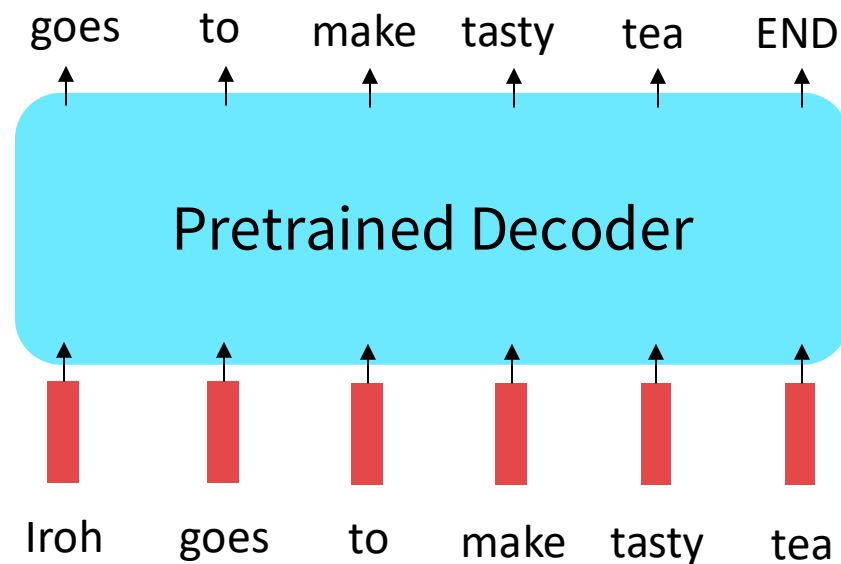 goes to make tasty tea END
Pretrained Decoder
Iroh goes to make tasty tea